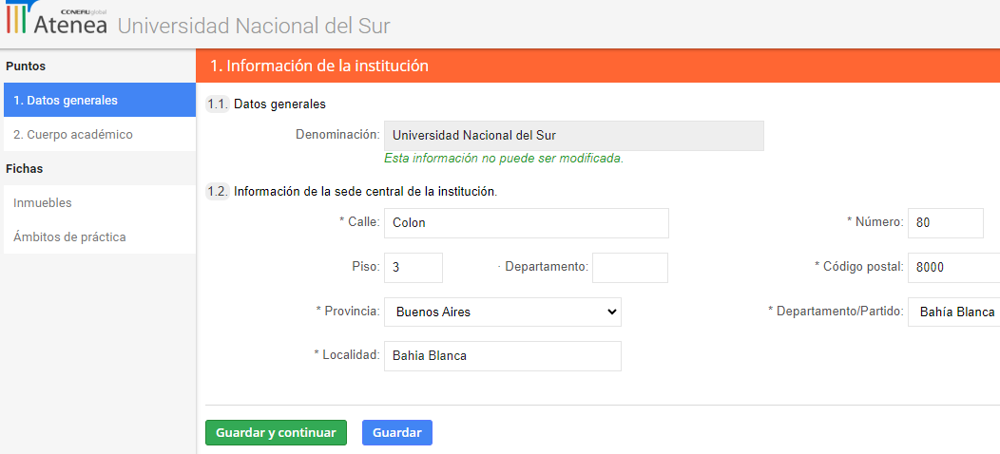 CONEAU global
Atenea Universidad Nacional del Sur
Puntos
1. Datos generales
2. Cuerpo académico
Fichas
Inmuebles
Ámbitos de práctica
1. Información de la institución
1.1. Datos generales
Denominación: Universidad Nacional del Sur
Esta información no puede ser modificada.
1.2. Información de la sede central de la institución.
* Calle: Colon * Número: 80
Piso: 3 · Departamento: * Código postal: 8000
* Provincia: Buenos Aires * Departamento/Partido: Bahía Blanca
* Localidad: Bahia Blanca
Guardar y continuar Guardar